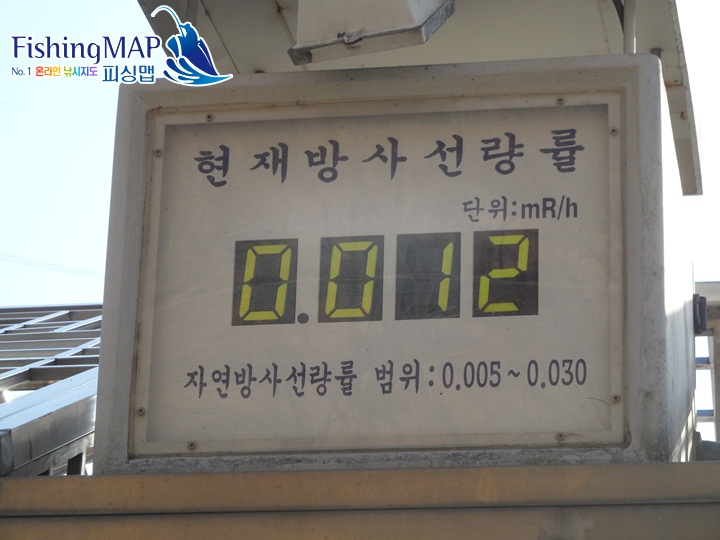 FishingMAP
No.1 온라인 낚시지도 피싱맵
현재방사선량률
단위:mR/h
0.012
자연방사선량률 범위:0.005~0.030